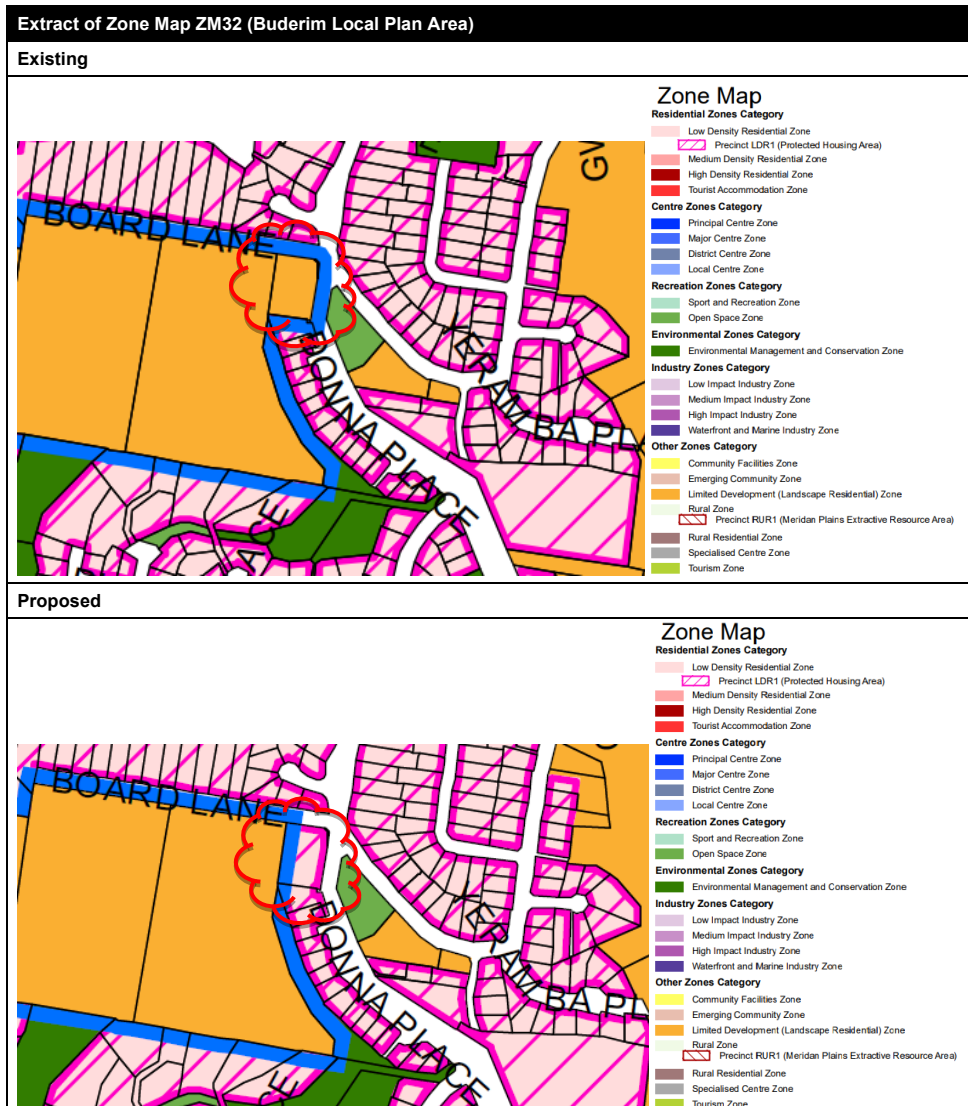 Extract of Zone Map ZM32 (Buderim Local Plan Area)
Existing
Zone Map
Residential Zones Category
Low Density Residential Zone
Precinct LDR1 (Protected Housing Area)
Medium Density Residential Zone
High Density Residential Zone
Tourist Accommodation Zone
Centre Zones Category
Principal Centre Zone
Major Centre Zone
District Centre Zone
Local Centre Zone
Recreation Zones Category
Sport and Recreation Zone
Open Space Zone
Environmental Zones Category
Environmental Management and Conservation Zone
Industry Zones Category
Low Impact Industry Zone
Medium Impact Industry Zone
High Impact Industry Zone
Waterfront and Marine Industry Zone
Other Zones Category
Community Facilities Zone
Emerging Community Zone
Limited Development (Landscape Residential) Zone
Rural Zone
Precinct RUR1 (Meridan Plains Extractive Resource Area)
Rural Residential Zone
Specialised Centre Zone
Tourism Zone
BOARD LANE
DONNA PLACE
YERAMBA PL
ACE
GW
Proposed
Zone Map
Residential Zones Category
Low Density Residential Zone
Precinct LDR1 (Protected Housing Area)
Medium Density Residential Zone
High Density Residential Zone
Tourist Accommodation Zone
Centre Zones Category
Principal Centre Zone
Major Centre Zone
District Centre Zone
Local Centre Zone
Recreation Zones Category
Sport and Recreation Zone
Open Space Zone
Environmental Zones Category
Environmental Management and Conservation Zone
Industry Zones Category
Low Impact Industry Zone
Medium Impact Industry Zone
High Impact Industry Zone
Waterfront and Marine Industry Zone
Other Zones Category
Community Facilities Zone
Emerging Community Zone
Limited Development (Landscape Residential) Zone
Rural Zone
Precinct RUR1 (Meridan Plains Extractive Resource Area)
Rural Residential Zone
Specialised Centre Zone
Tourism Zone
BOARD LANE
DONNA PLACE
YERAMBA PL